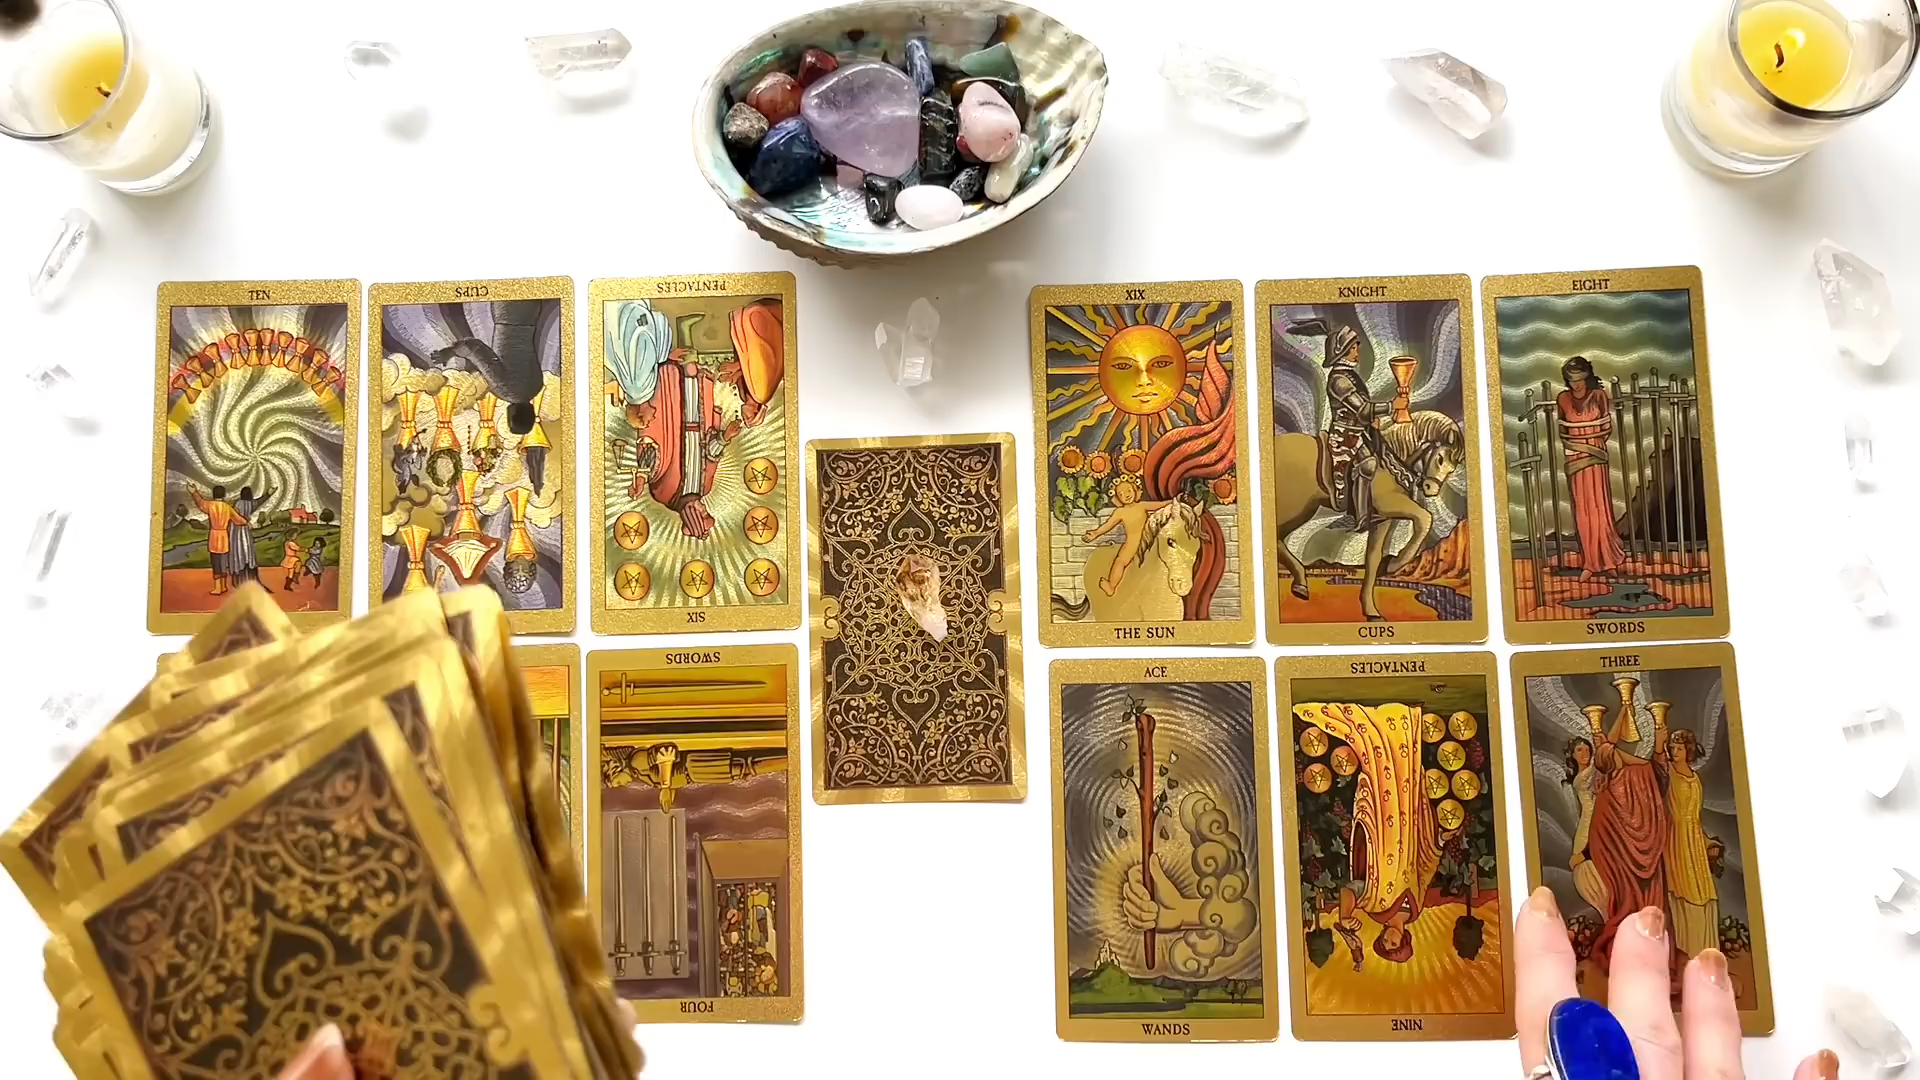 TEN
CUPS
PENTACLES
SIX
SWORDS
FOUR
XIX
THE SUN
KNIGHT
CUPS
EIGHT
SWORDS
ACE
WANDS
PENTACLES
NINE
THREE